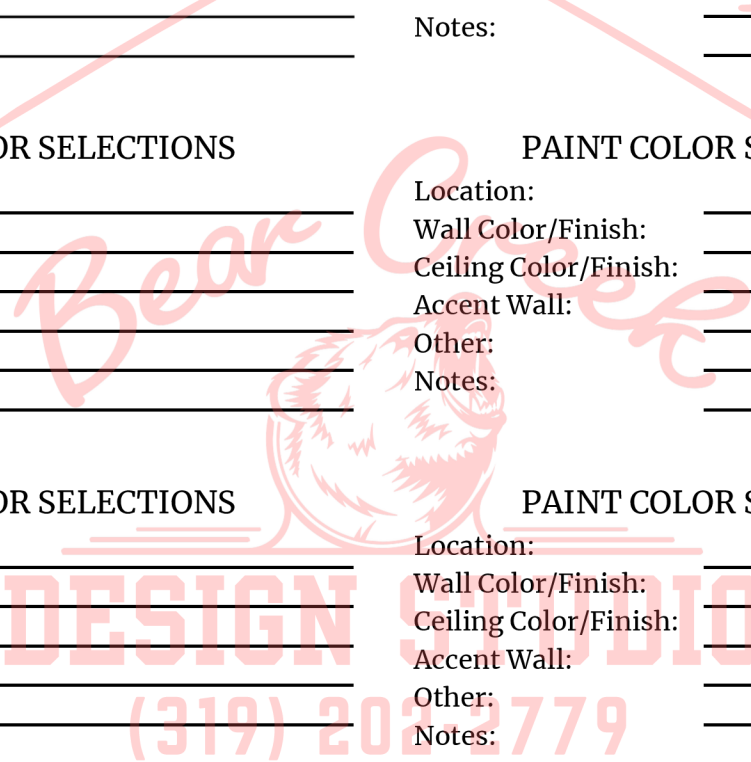 Notes:
OR SELECTIONS
PAINT COLOR S
Location:
Wall Color/Finish:
Ceiling Color/Finish:
Accent Wall:
Other:
Notes:
Bear Creek
OR SELECTIONS
PAINT COLOR S
Location:
Wall Color/Finish:
Ceiling Color/Finish:
Accent Wall:
Other:
Notes:
DESIGN STUDIO
(319) 202-2779